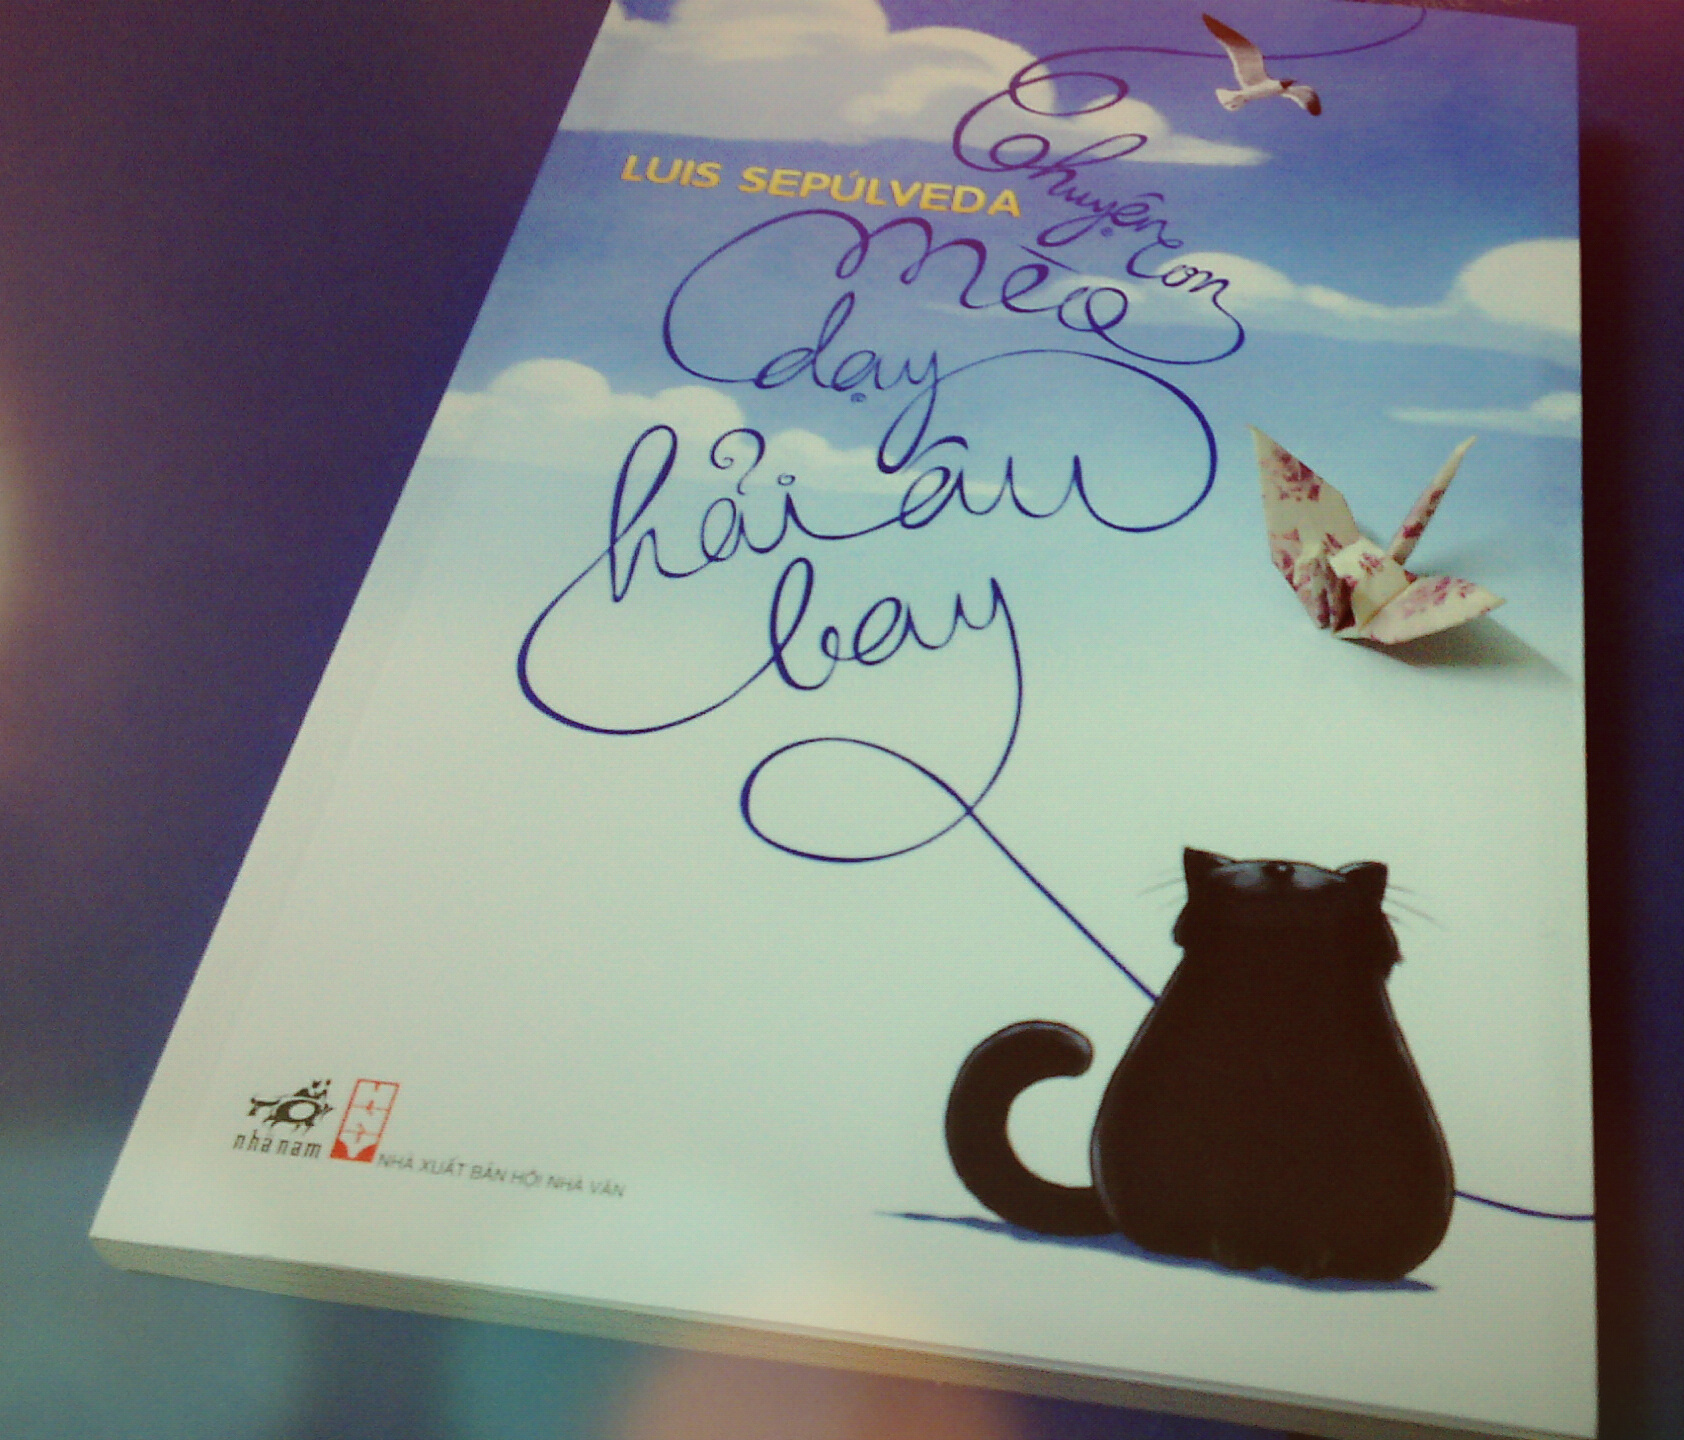 LUIS SEPÚLVEDA
Chuyện con
mèo
dạy
hải âu
bay
nhã nam
NHÀ XUẤT BẢN HỘI NHÀ VĂN